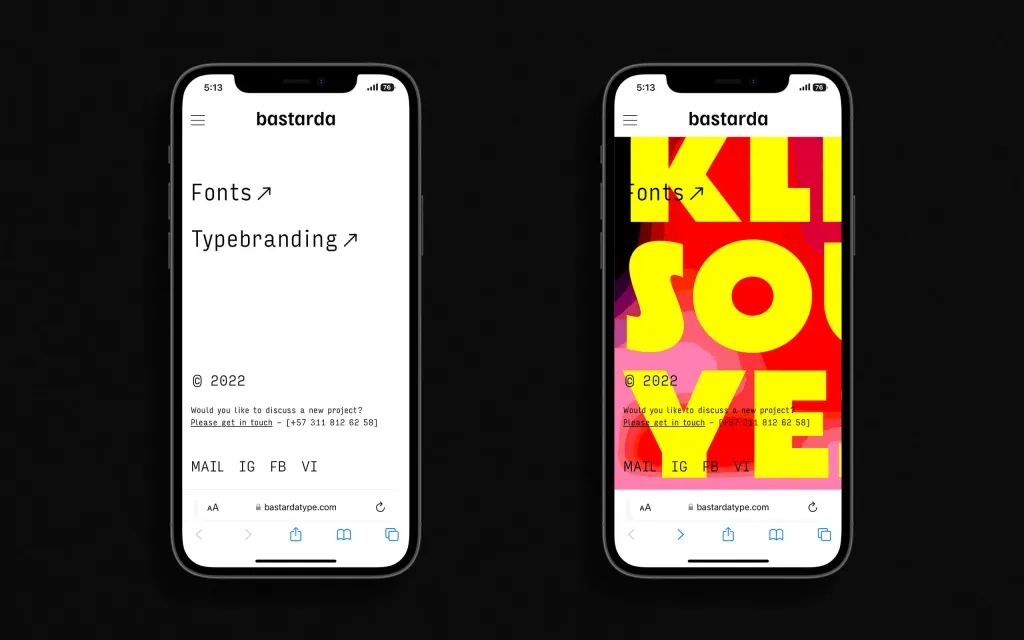 5:13
76
bastarda
Fonts↗
Typebranding↗
© 2022
Would you like to discuss a new project?
Please get in touch – [+57 311 812 62 58]
MAIL IG FB VI
AA
bastardatype.com
5:13
76
bastarda
KLI
Fonts↗
SOU
YE
© 2022
Would you like to discuss a new project?
Please get in touch – [+57 311 812 62 58]
MAIL IG FB VI
AA
bastardatype.com